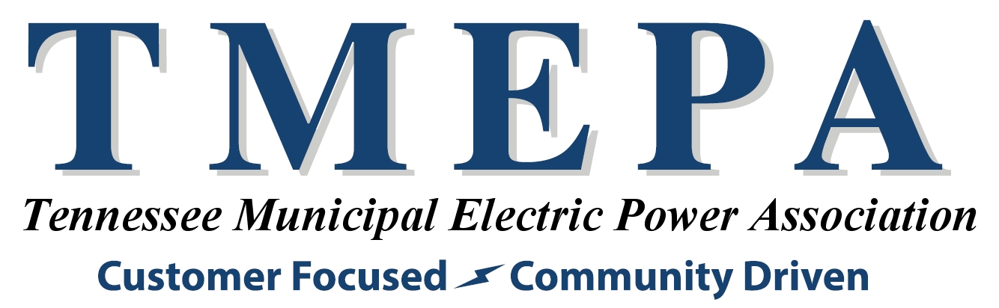 TMEPA
Tennessee Municipal Electric Power Association
Customer Focused Community Driven